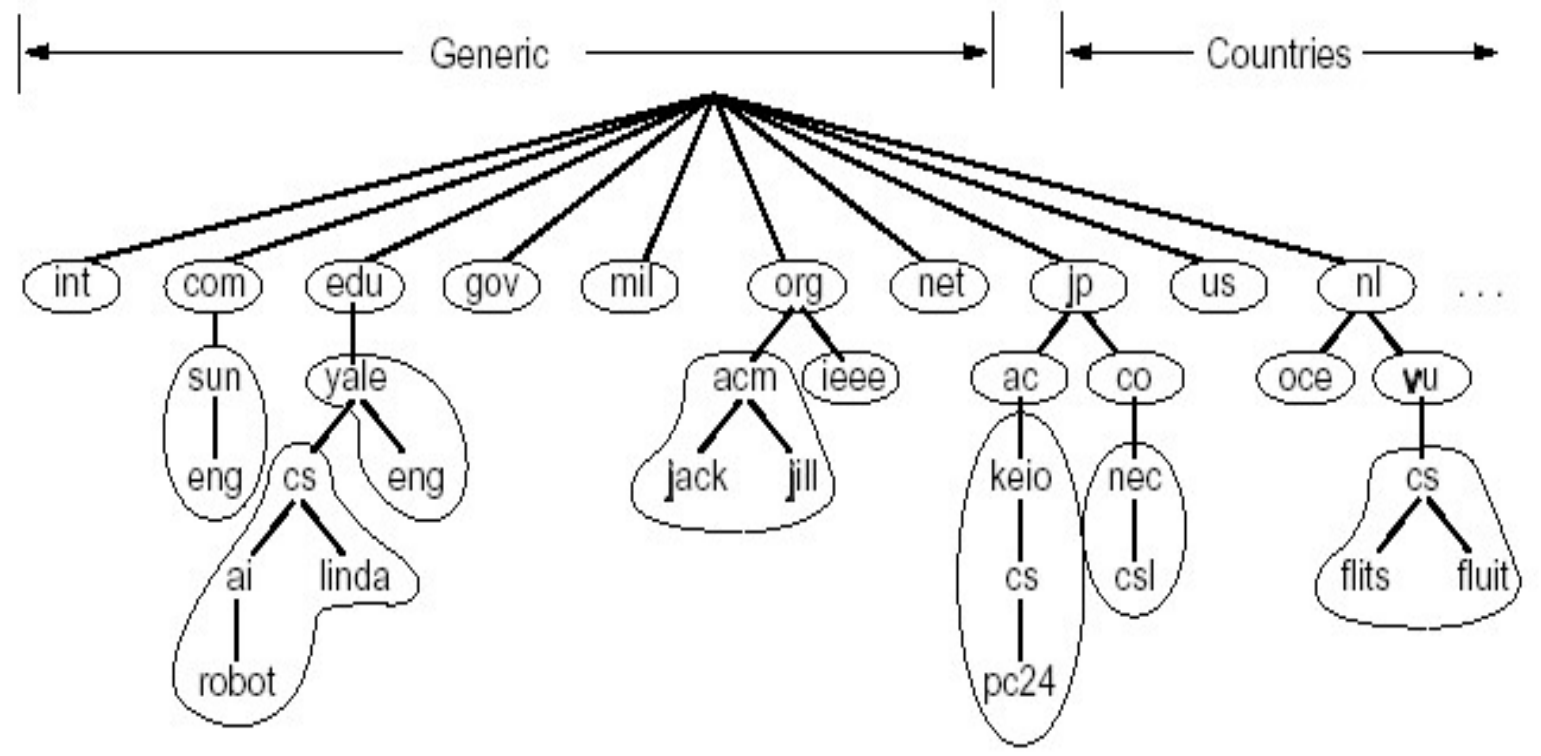 Generic Countries
int com edu gov mil org net jp us nl . . .
sun yale acm ieee ac co oce vu
eng cs eng jack jill keio nec cs
ai linda cs csl flits fluit
robot pc24